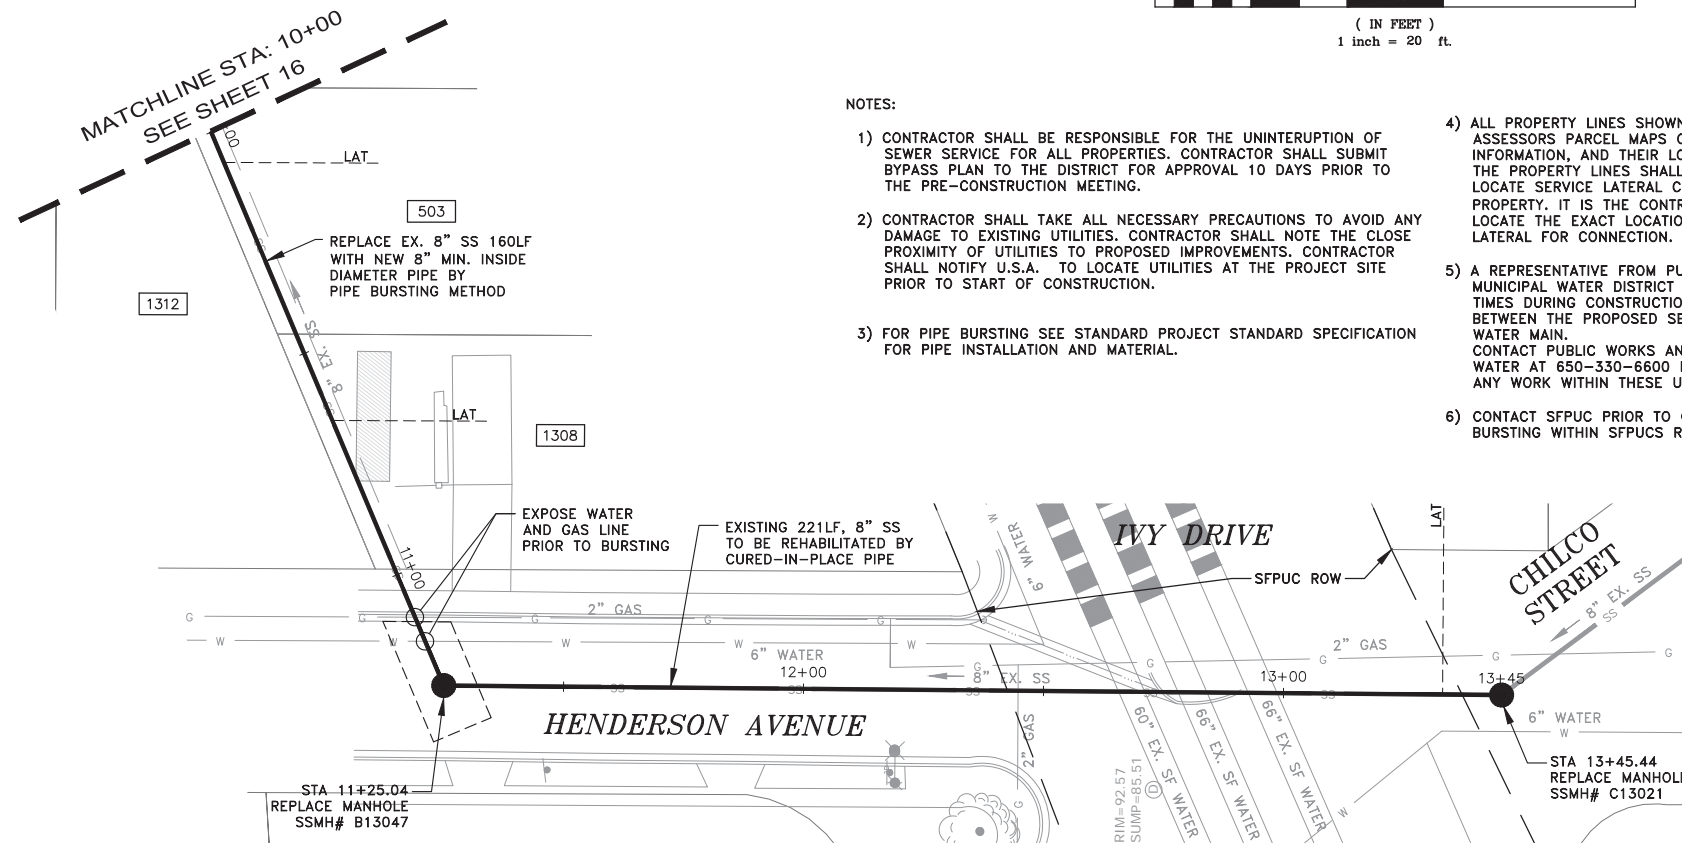 ( IN FEET )
1 inch = 20 ft.
MATCHLINE STA: 10+00
SEE SHEET 16
LAT
503
REPLACE EX. 8" SS 160LF
WITH NEW 8" MIN. INSIDE
DIAMETER PIPE BY
PIPE BURSTING METHOD
1312
8" EX. SS
LAT
1308
NOTES:
1) CONTRACTOR SHALL BE RESPONSIBLE FOR THE UNINTERUPTION OF
SEWER SERVICE FOR ALL PROPERTIES. CONTRACTOR SHALL SUBMIT
BYPASS PLAN TO THE DISTRICT FOR APPROVAL 10 DAYS PRIOR TO
THE PRE-CONSTRUCTION MEETING.
2) CONTRACTOR SHALL TAKE ALL NECESSARY PRECAUTIONS TO AVOID ANY
DAMAGE TO EXISTING UTILITIES. CONTRACTOR SHALL NOTE THE CLOSE
PROXIMITY OF UTILITIES TO PROPOSED IMPROVEMENTS. CONTRACTOR
SHALL NOTIFY U.S.A. TO LOCATE UTILITIES AT THE PROJECT SITE
PRIOR TO START OF CONSTRUCTION.
3) FOR PIPE BURSTING SEE STANDARD PROJECT STANDARD SPECIFICATION
FOR PIPE INSTALLATION AND MATERIAL.
4) ALL PROPERTY LINES SHOWN
ASSESSORS PARCEL MAPS
INFORMATION, AND THEIR
THE PROPERTY LINES SHALL
LOCATE SERVICE LATERAL
PROPERTY. IT IS THE
LOCATE THE EXACT
LATERAL FOR CONNECTION.
5) A REPRESENTATIVE FROM
MUNICIPAL WATER DISTRICT
TIMES DURING
BETWEEN THE PROPOSED
WATER MAIN.
CONTACT PUBLIC WORKS
WATER AT 650-330-6600
ANY WORK WITHIN THESE
6) CONTACT SFPUC PRIOR TO
BURSTING WITHIN SFPUCS
EXPOSE WATER
AND GAS LINE
PRIOR TO BURSTING
EXISTING 221LF, 8" SS
TO BE REHABILITATED BY
CURED-IN-PLACE PIPE
W
6" WATER
IVY DRIVE
SFPUC ROW
LAT
CHILCO
STREET
8" EX. SS
SS
11+00
G G 2" GAS G G G G
W W W W W
6" WATER
G G G 2" GAS G G
12+00
8" EX. SS
13+00
13+45
SS SS SS SS
HENDERSON AVENUE
2" GAS
G
60" EX. SF WATER
66" EX. SF WATER
66" EX. SF WATER
6" WATER
W
W
STA 11+25.04
REPLACE MANHOLE
SSMH# B13047
RIM=92.57
SUMP=85.51
D
STA 13+45.44
REPLACE
SSMH# C13021